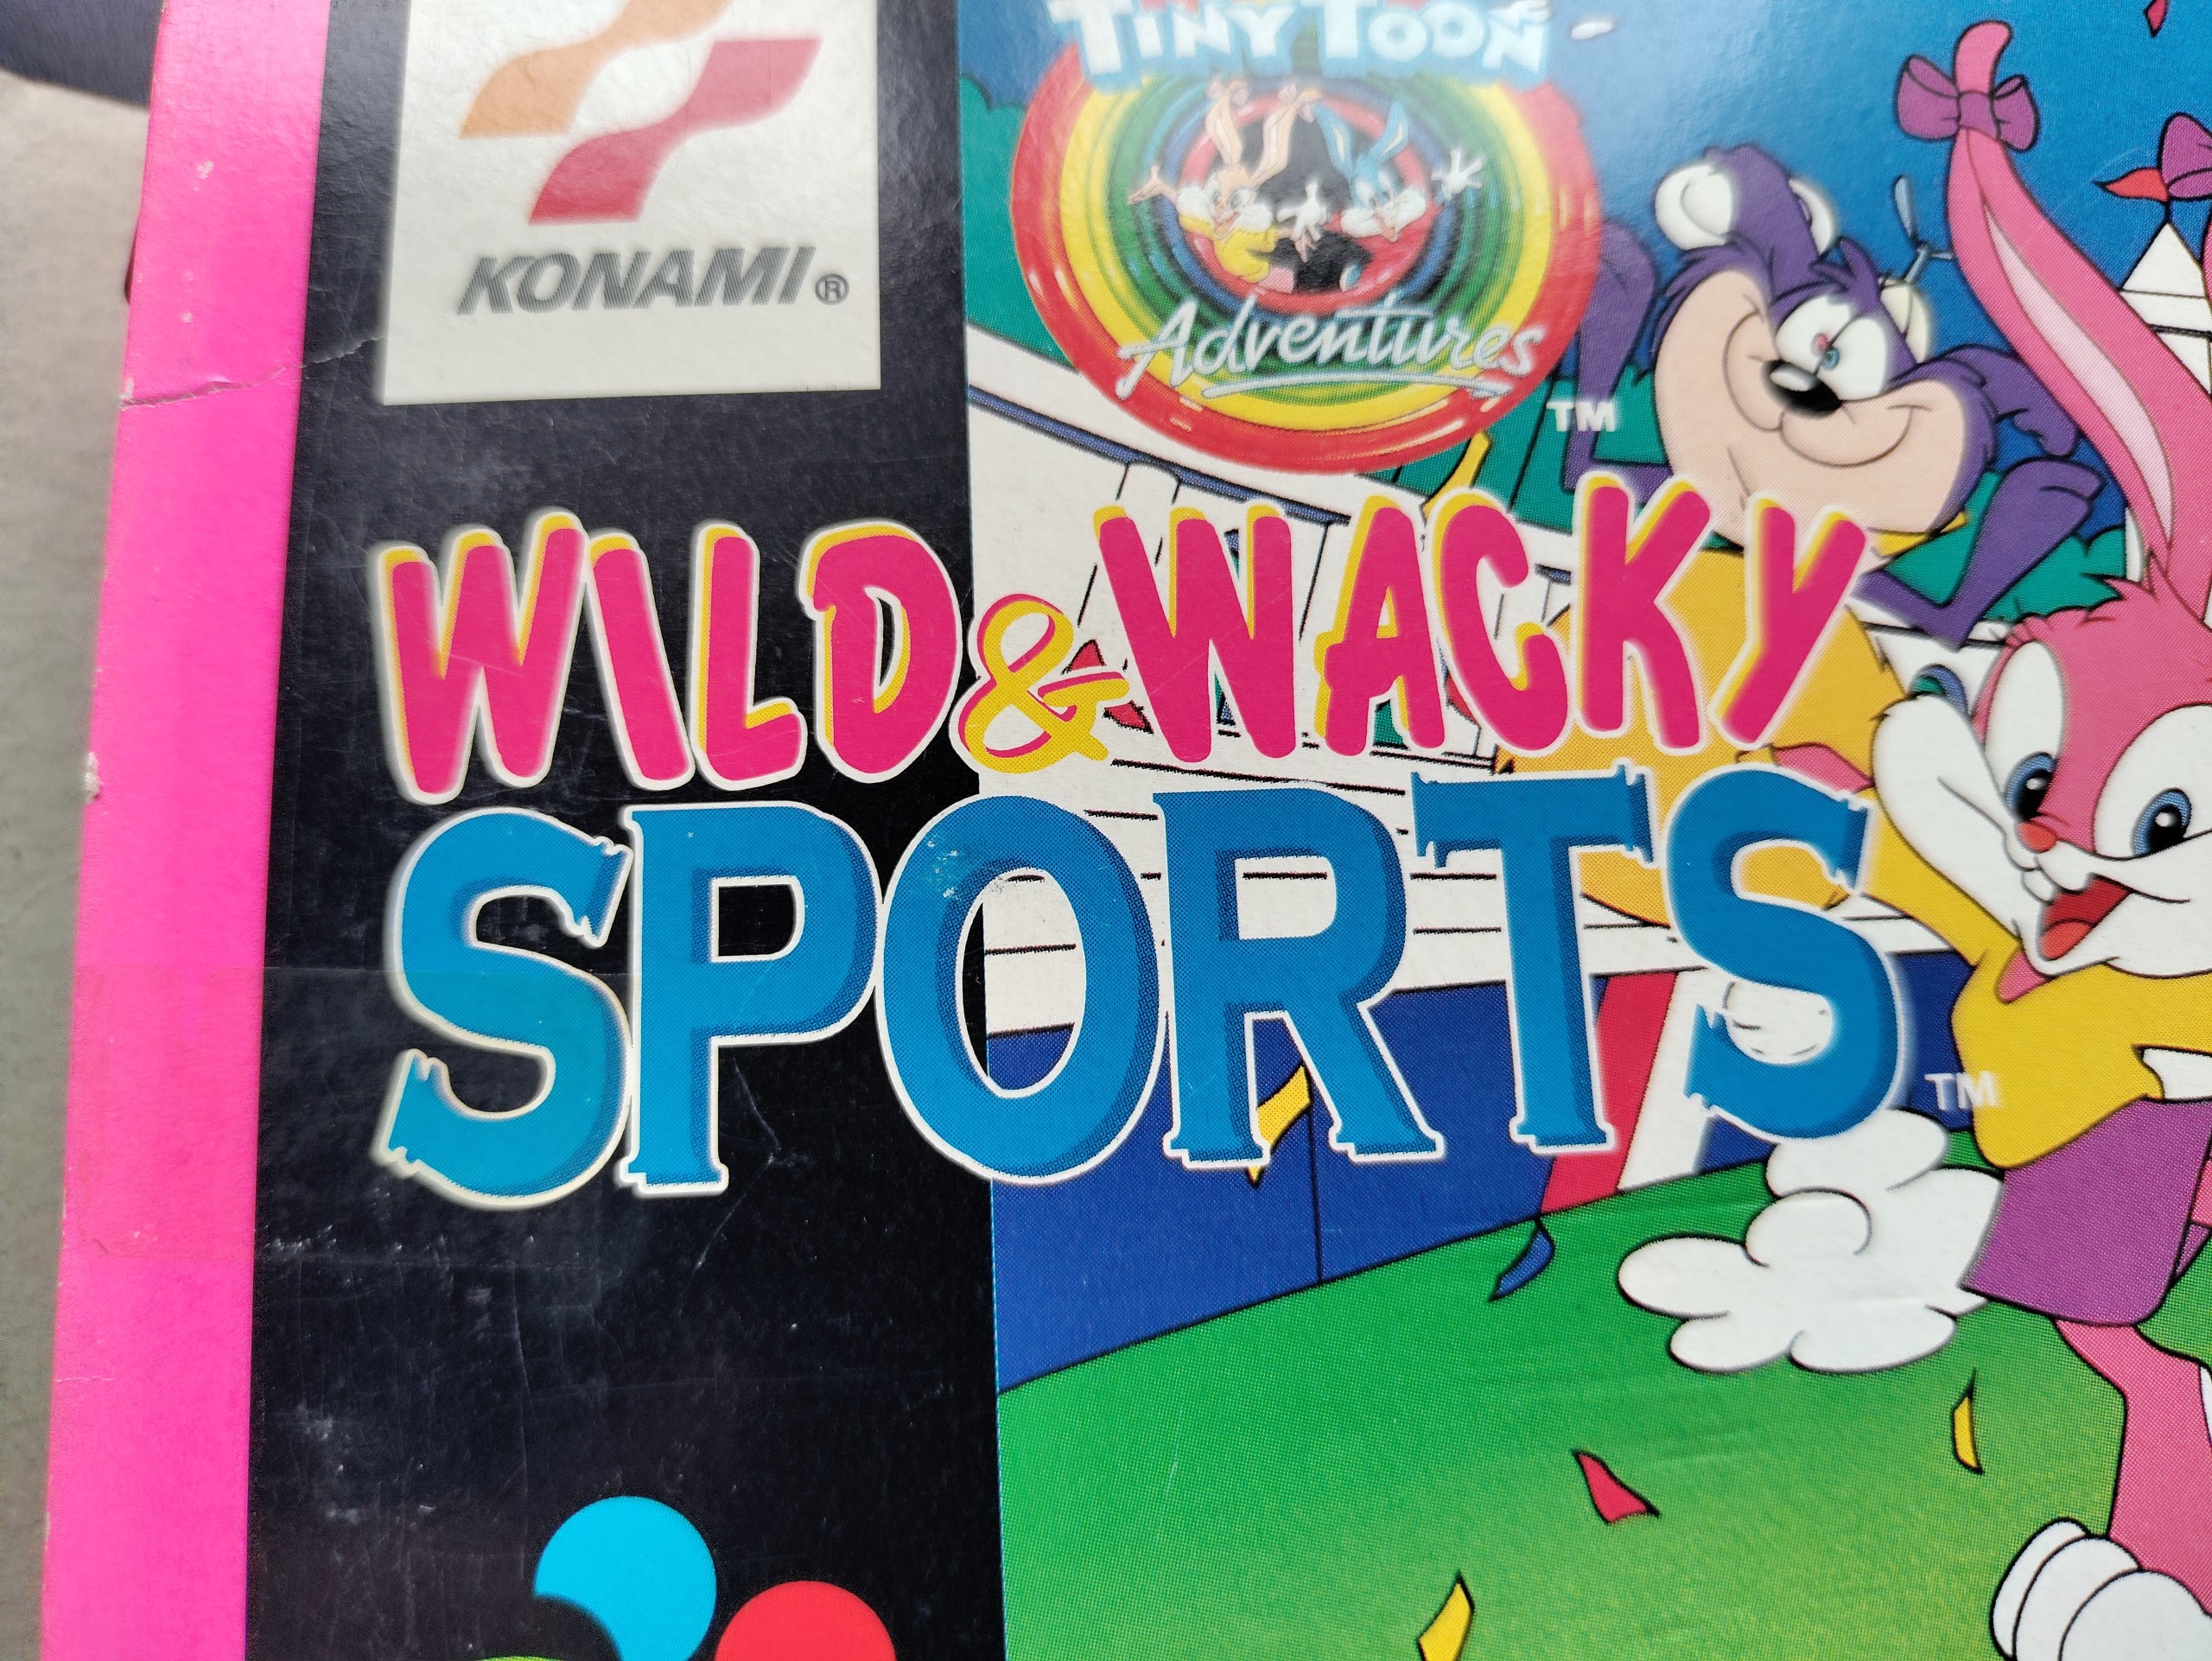 KONAMI®
TINY TOON
Adventures
TM
WILD & WACKY
SPORTS
TM